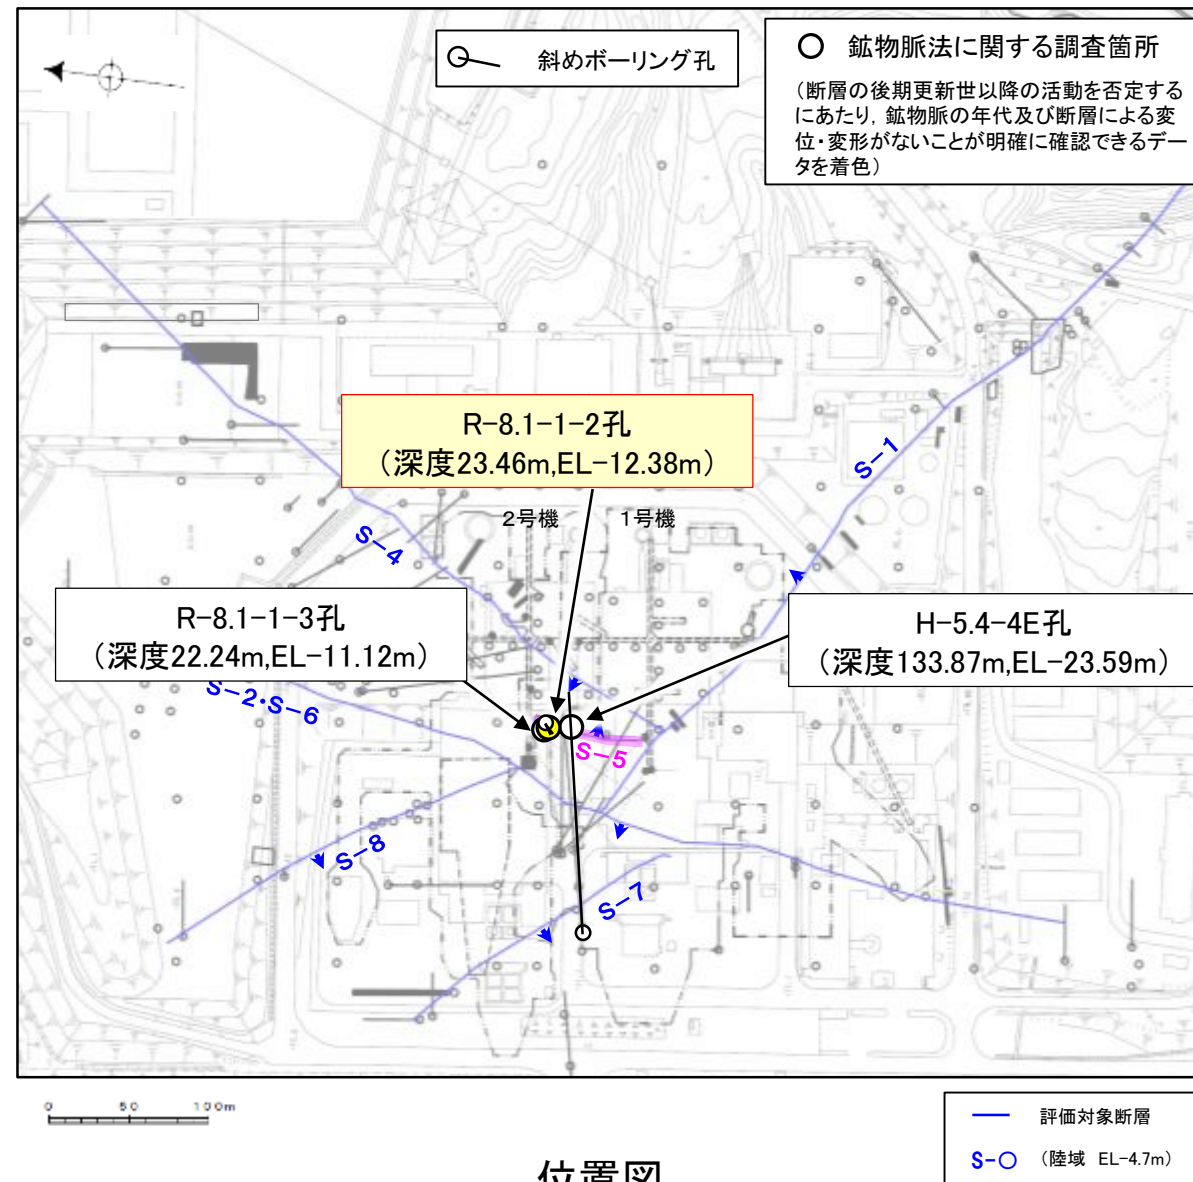 斜めボーリング孔
鉱物脈法に関する調査箇所
(断層の後期更新世以降の活動を否定する
にあたり，鉱物脈の年代及び断層による変
位・変形がないことが明確に確認できるデー
タを着色)
R-8.1-1-2孔
(深度23.46m,EL-12.38m)
2号機
1号機
S-1
S-4
R-8.1-1-3孔
(深度22.24m,EL-11.12m)
H-5.4-4E孔
(深度133.87m,EL-23.59m)
S-2・S-6
S-5
S-8
S-7
0 50 100m
評価対象断層
S-○ (陸域 EL-4.7m)
位置図